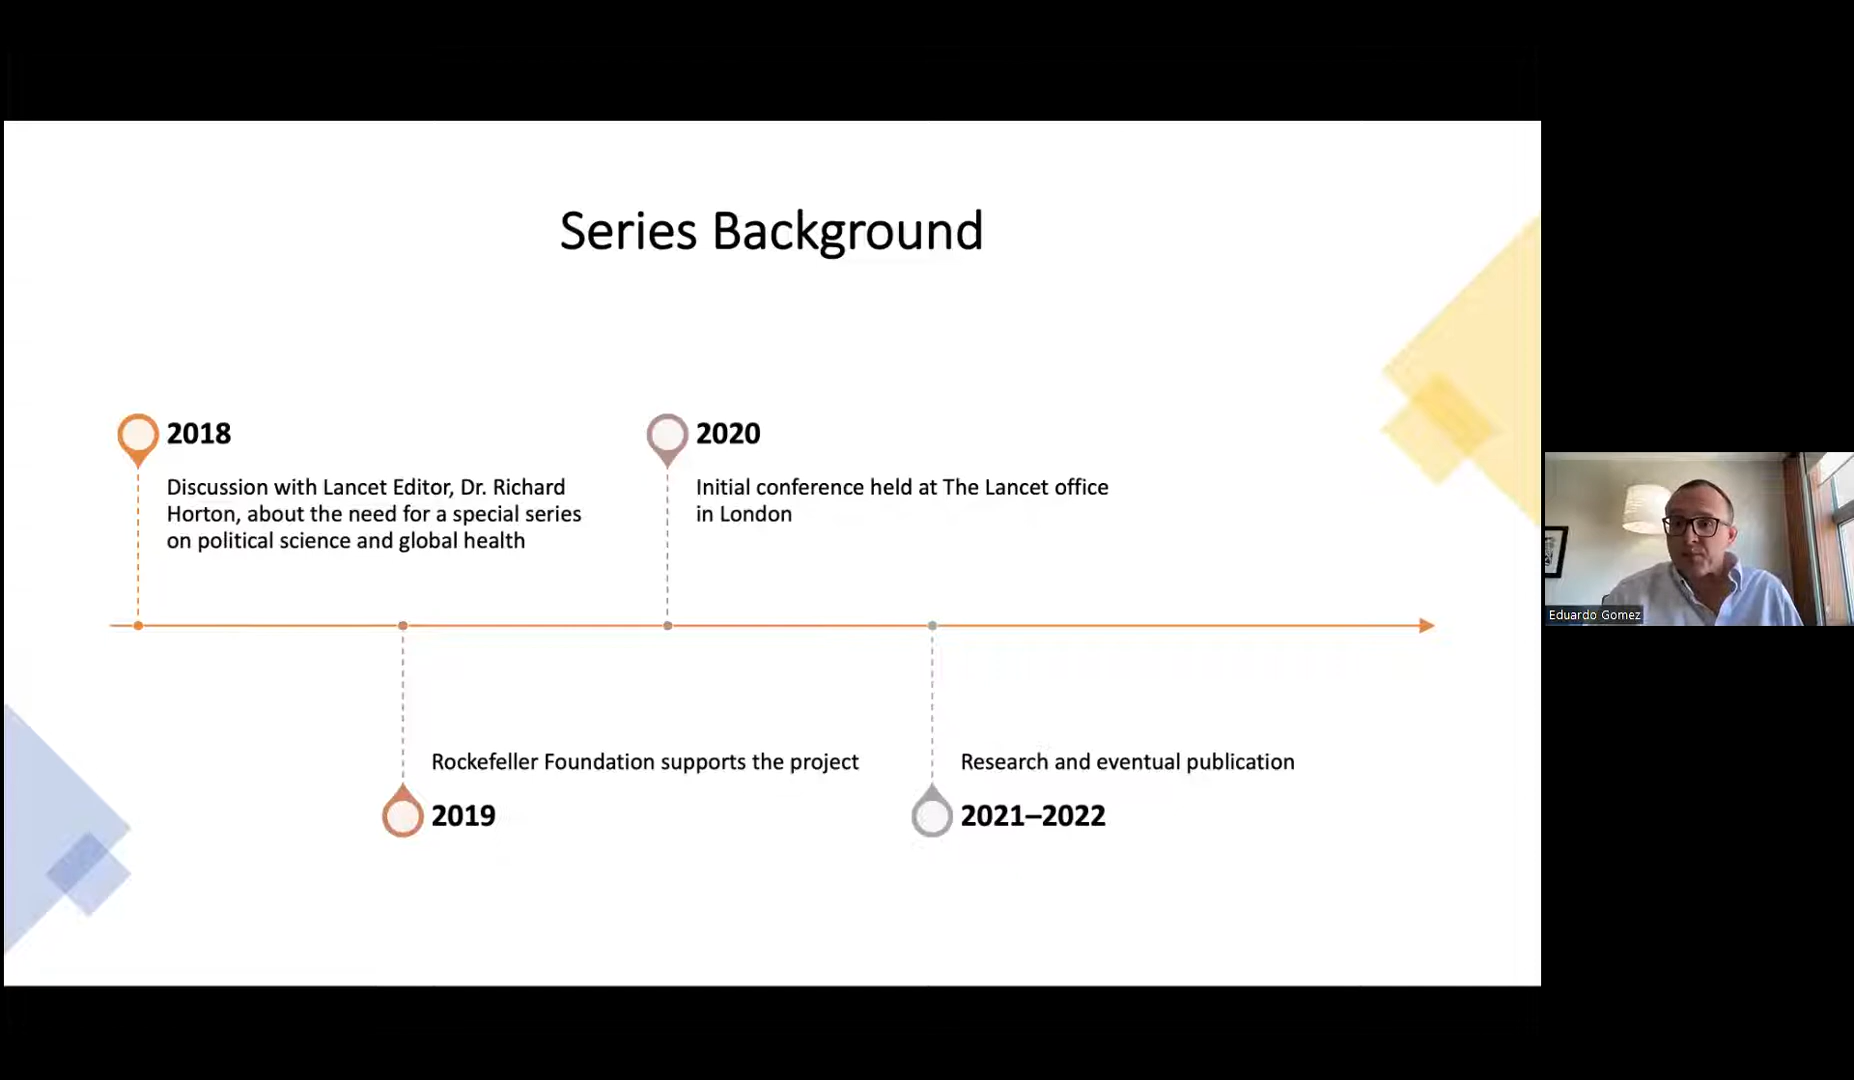 Series Background
2018
Discussion with Lancet Editor, Dr. Richard
Horton, about the need for a special series
on political science and global health
2020
Initial conference held at The Lancet office
in London
Rockefeller Foundation supports the project
2019
Research and eventual publication
2021–2022
Eduardo Gomez